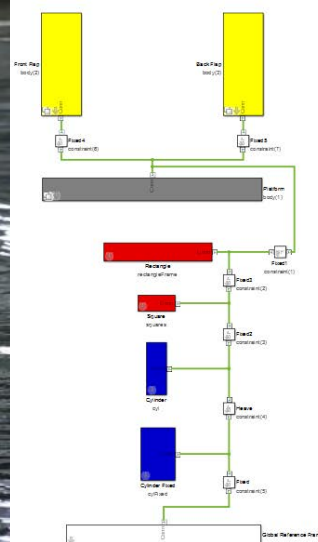 Front Flap
body(2)
Back Flap
body(3)
Fixed4
constraint(6)
Fixed5
constraint(7)
Platform
body(1)
Rectangle
rectangleframe
Fixed1
constraint(1)
Fixed3
constraint(2)
Square
squares
Fixed2
constraint(3)
Cylinder
cyl
Heave
constraint(4)
Cylinder Fixed
cylFixed
Fixed
constraint(5)
Global Reference Fram